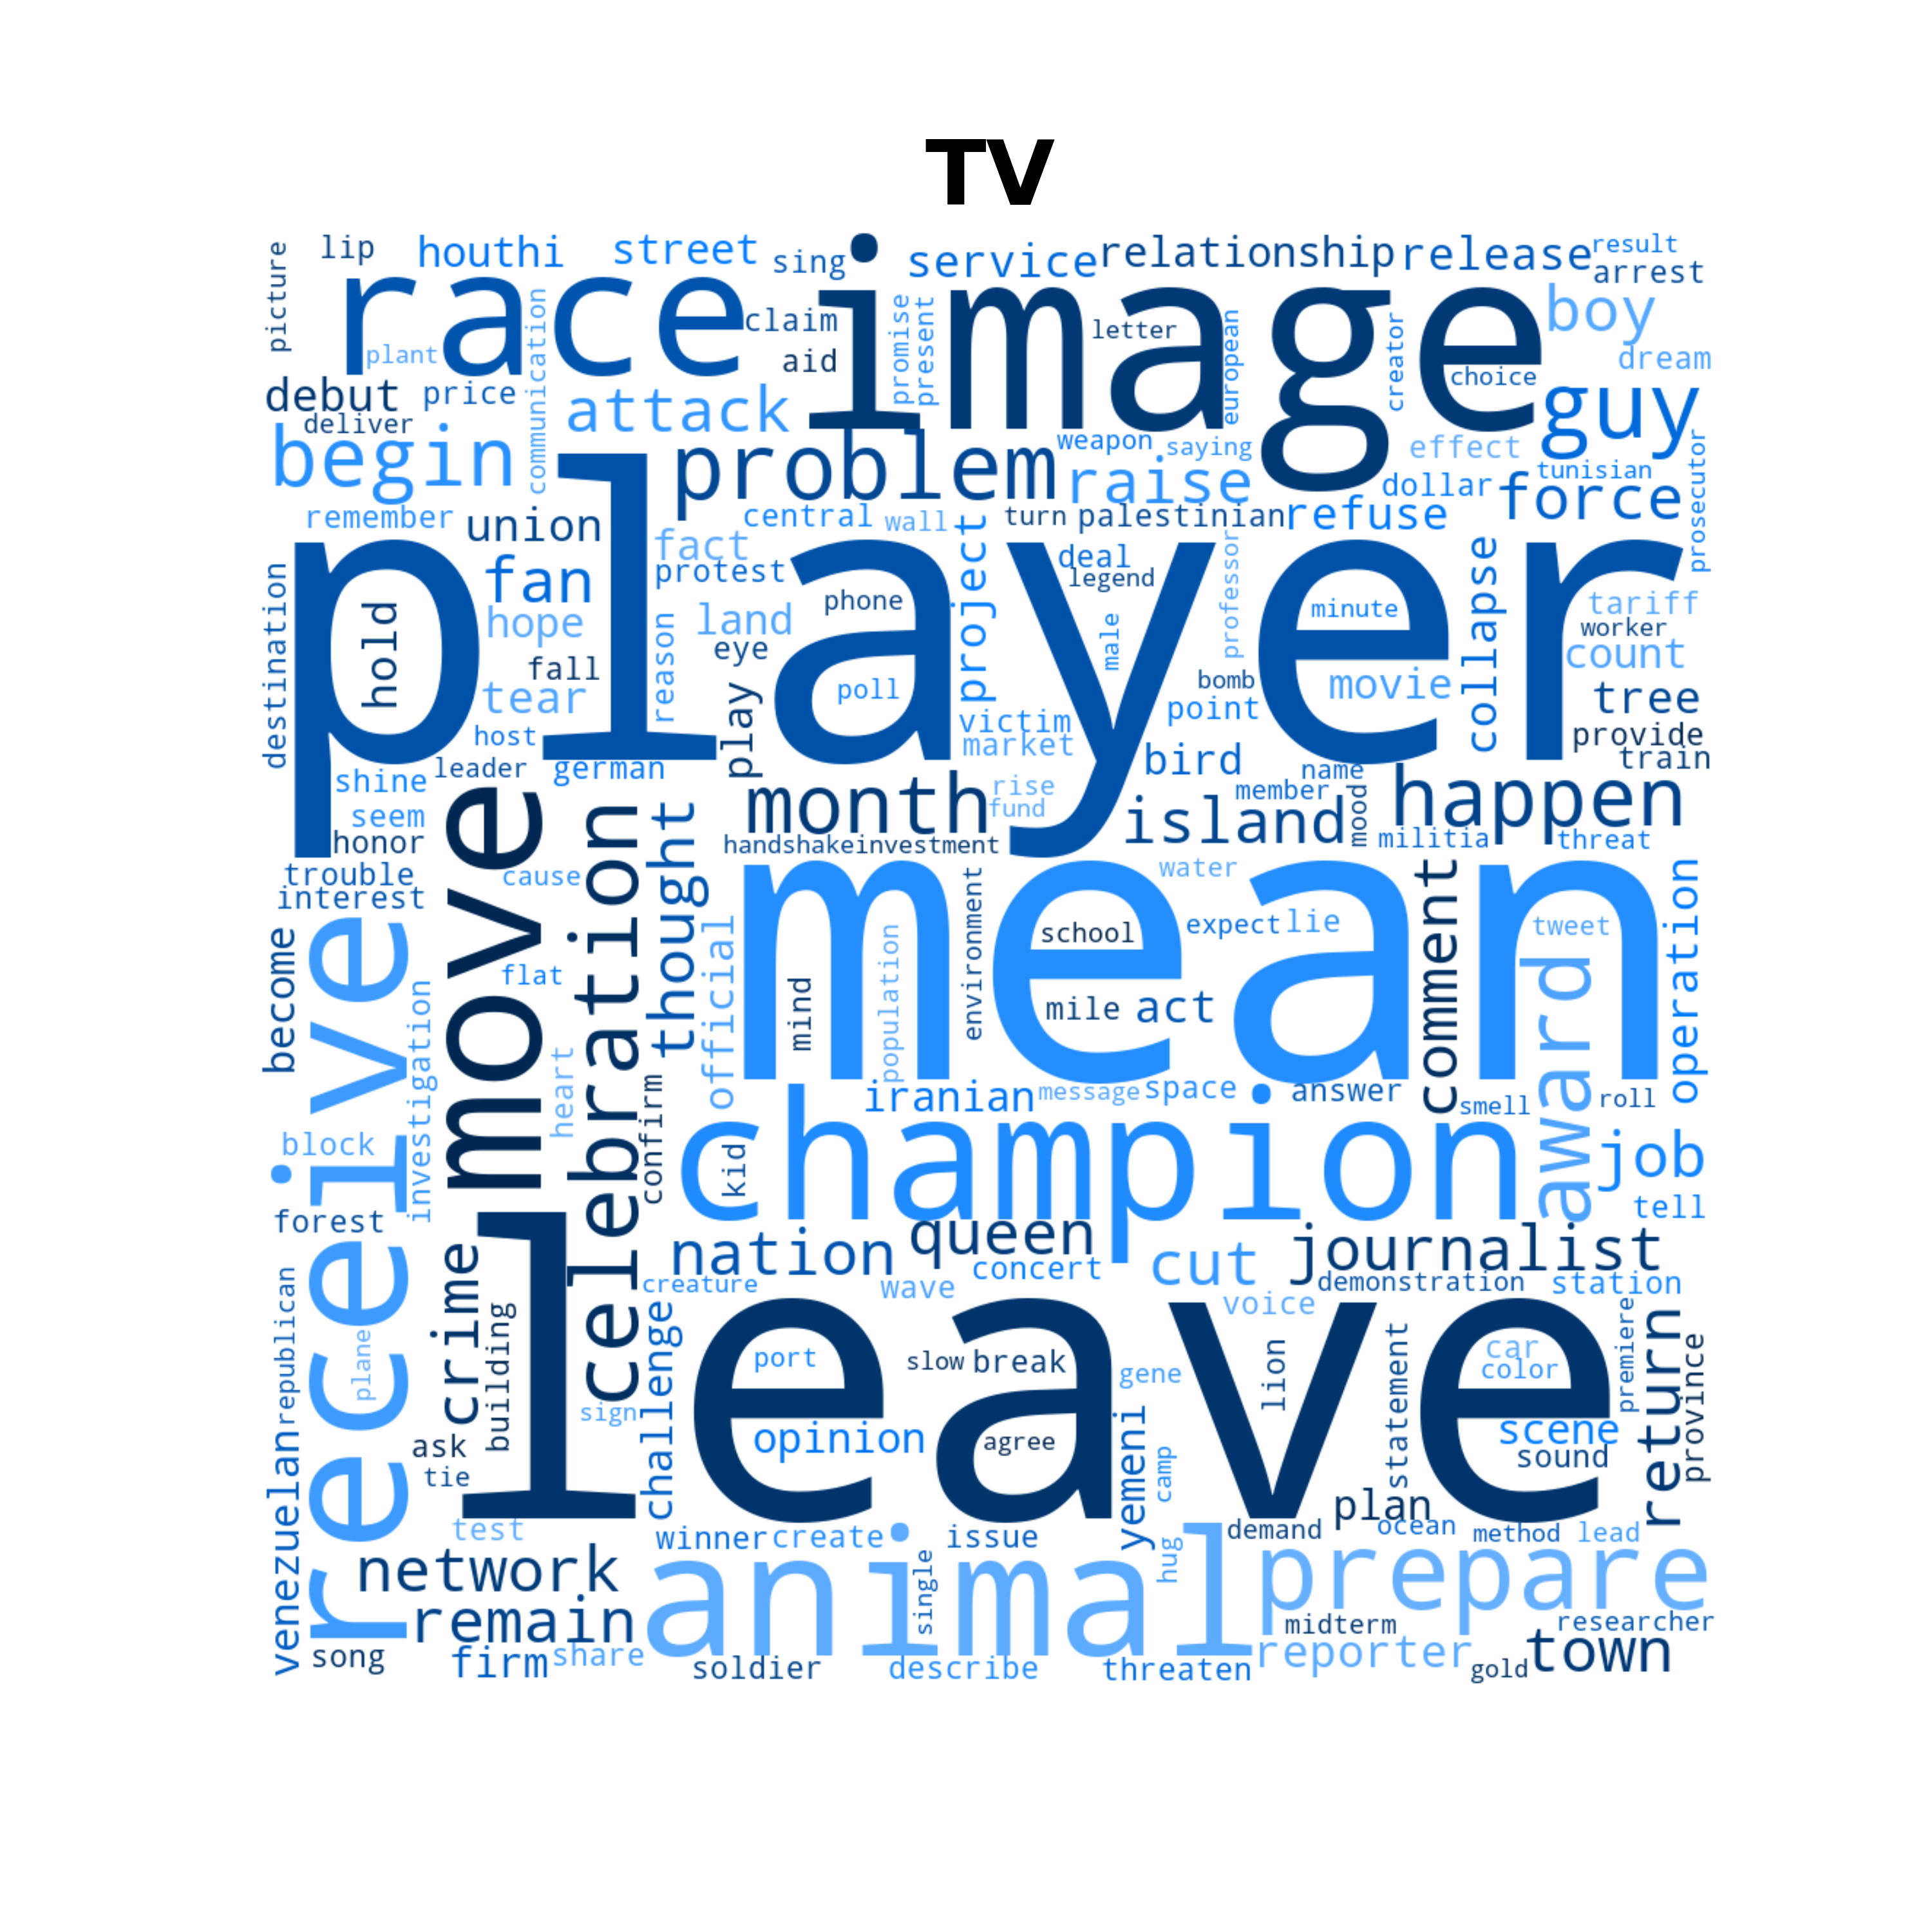 TV
picture
lip
houthi
street
sing
service
relationship
release
result
arrest
race
image
claim
aid
plant
communication
promise
present
letter
european
creator
choice
boy
dream
debut
price
deliver
attack
guy
begin
problem
weapon
saying
effect
raise
dollar
tunisian
force
prosecutor
remember
union
central
wall
turn
palestinian
refuse
player
fact
protest
project
deal
legend
professor
collapse
fan
hope
hold
destination
land
phone
minute
tariff
worker
count
reason
eye
male
fall
tear
poll
bomb
movie
tree
play
victim
point
provide
host
market
bird
train
leader
german
shine
name
month
rise
fund
member
mood
happen
seem
honor
island
militia
threat
handshake
investment
move
celebration
thought
trouble
interest
cause
mean
water
environment
comment
operation
become
receive
official
school
expect
lie
tweet
flat
population
mind
mile
act
award
investigation
heart
confirm
iranian
message
space
answer
smell
roll
block
champion
kid
job
forest
tell
nation
queen
cut
journalist
crime
building
creature
wave
concert
demonstration
station
republican
leave
challenge
voice
premiere
return
province
plane
port
slow
break
gene
lion
statement
car
color
sign
ask
tie
opinion
agree
yemeni
camp
scene
sound
venezuelan
plan
test
winner
create
issue
demand
ocean
method
lead
network
animal
single
hug
prepare
remain
midterm
researcher
song
firm
share
soldier
describe
threaten
reporter
gold
town